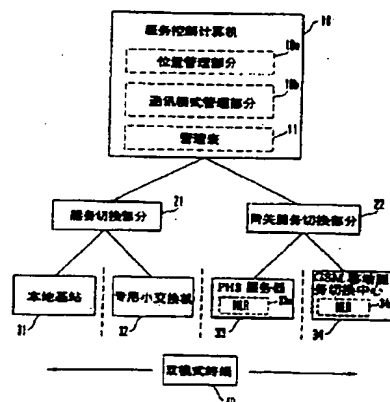 服务控制计算机
10
位置管理部分
10a
通讯模式管理部分
10b
管理表
11
服务切换部分
21
网关服务切换部分
22
本地基站
31
专用小交换机
32
PHS 服务器
HLR
33a
33
GSM 移动服
务切换中心
HLR
34a
34
双模式终端
40